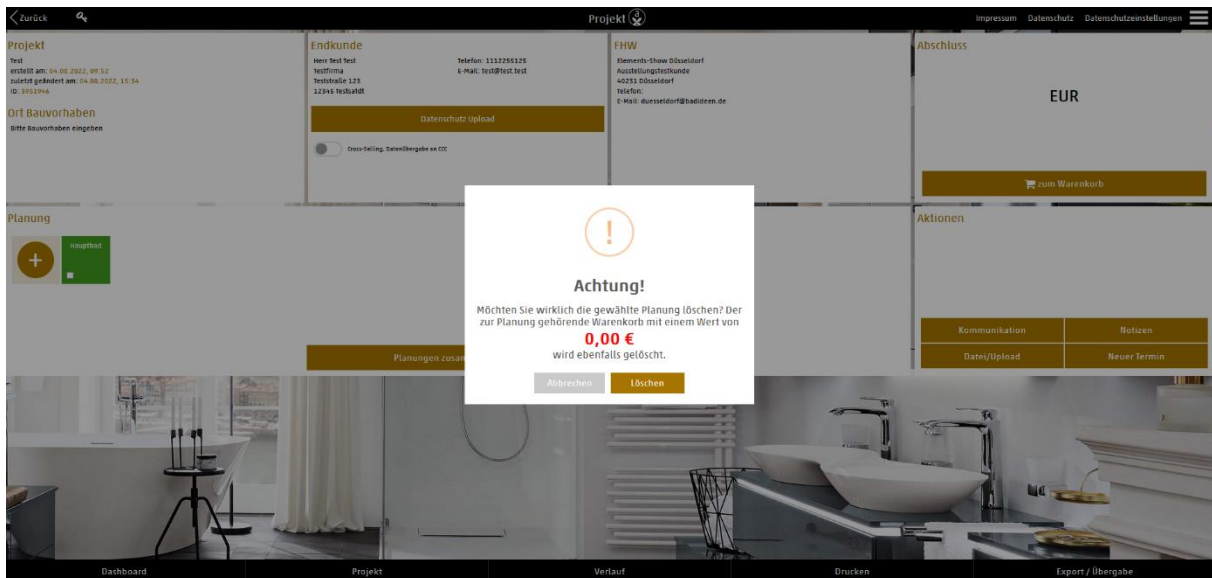 Zurück
Projekt
Impressum Datenschutz Datenschutzeinstellungen
Projekt
Test
erstellt am: 04.08.2022, 09:52
zuletzt geändert am: 04.08.2022, 15:34
ID: 3951946
Ort Bauvorhaben
Bitte Bauvorhaben eingeben
Endkunde
Herr Test Test
Testfirma
Teststraße 123
12345 Testsatdt
Telefon: 1112255125
E-Mail: test@test.test
Datenschutz Upload
Cross-Selling, Datenübergabe an CCC
FHW
Elements-Show Düsseldorf
Ausstellungstestkunde
40231 Düsseldorf
Telefon:
E-Mail: duesseldorf@badideen.de
Abschluss
EUR
zum Warenkorb
Planung
+
Hauptbad
Planungen zusam
!
Achtung!
Möchten Sie wirklich die gewählte Planung löschen? Der
zur Planung gehörende Warenkorb mit einem Wert von
0,00 €
wird ebenfalls gelöscht.
Abbrechen Löschen
Aktionen
Kommunikation Notizen
Datei/Upload Neuer Termin
Dashboard Projekt Verlauf Drucken Export / Übergabe